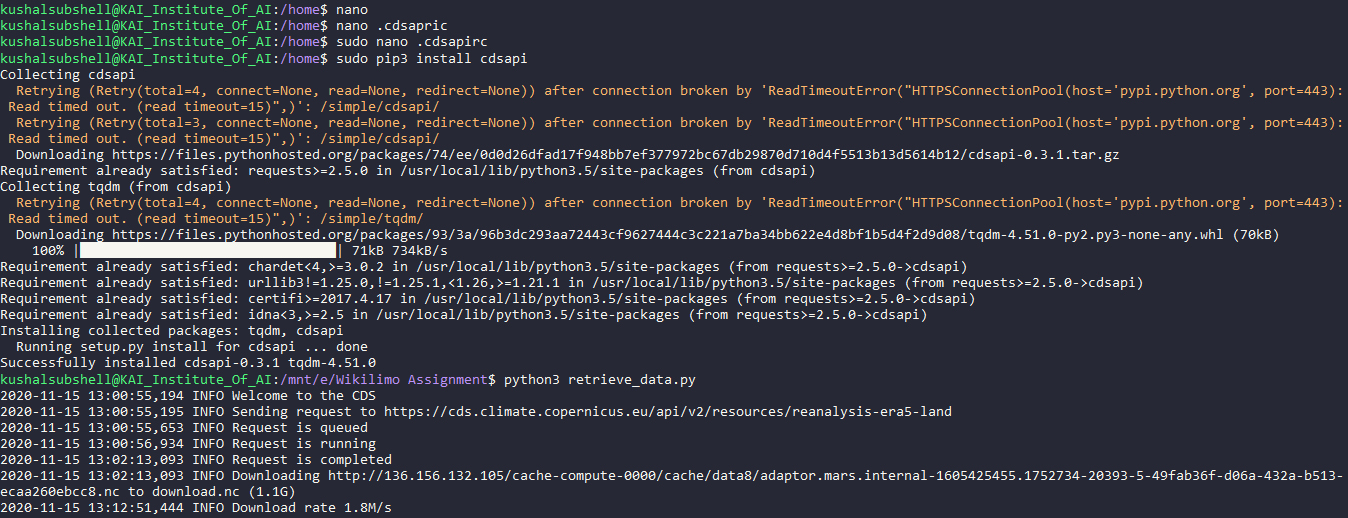 kushalsubshell@KAI_Institute_Of_AI:/home$ nano
kushalsubshell@KAI_Institute_Of_AI:/home$ nano .cdsapric
kushalsubshell@KAI_Institute_Of_AI:/home$ sudo nano .cdsapirc
kushalsubshell@KAI_Institute_Of_AI:/home$ sudo pip3 install cdsapi
Collecting cdsapi
  Retrying (Retry(total=4, connect=None, read=None, redirect=None)) after connection broken by 'ReadTimeoutError("HTTPSConnectionPool(host='pypi.python.org', port=443):
 Read timed out. (read timeout=15)",)': /simple/cdsapi/
  Retrying (Retry(total=3, connect=None, read=None, redirect=None)) after connection broken by 'ReadTimeoutError("HTTPSConnectionPool(host='pypi.python.org', port=443):
 Read timed out. (read timeout=15)",)': /simple/cdsapi/
  Downloading https://files.pythonhosted.org/packages/74/ee/0d0d26dfad17f948bb7ef377972bc67db29870d710d4f5513b13d5614b12/cdsapi-0.3.1.tar.gz
Requirement already satisfied: requests>=2.5.0 in /usr/local/lib/python3.5/site-packages (from cdsapi)
Collecting tqdm (from cdsapi)
  Retrying (Retry(total=4, connect=None, read=None, redirect=None)) after connection broken by 'ReadTimeoutError("HTTPSConnectionPool(host='pypi.python.org', port=443):
 Read timed out. (read timeout=15)",)': /simple/tqdm/
  Downloading https://files.pythonhosted.org/packages/93/3a/96b3dc293aa72443cf9627444c3c221a7ba34bb622e4d8bf1b5d4f2d9d08/tqdm-4.51.0-py2.py3-none-any.whl (70kB)
    100% || 71kB 734kB/s
Requirement already satisfied: chardet<4,>=3.0.2 in /usr/local/lib/python3.5/site-packages (from requests>=2.5.0->cdsapi)
Requirement already satisfied: urllib3!=1.25.0,!=1.25.1,<1.26,>=1.21.1 in /usr/local/lib/python3.5/site-packages (from requests>=2.5.0->cdsapi)
Requirement already satisfied: certifi>=2017.4.17 in /usr/local/lib/python3.5/site-packages (from requests>=2.5.0->cdsapi)
Requirement already satisfied: idna<3,>=2.5 in /usr/local/lib/python3.5/site-packages (from requests>=2.5.0->cdsapi)
Installing collected packages: tqdm, cdsapi
  Running setup.py install for cdsapi ... done
Successfully installed cdsapi-0.3.1 tqdm-4.51.0
kushalsubshell@KAI_Institute_Of_AI:/mnt/e/Wikilimo Assignment$ python3 retrieve_data.py
2020-11-15 13:00:55,194 INFO Welcome to the CDS
2020-11-15 13:00:55,195 INFO Sending request to https://cds.climate.copernicus.eu/api/v2/resources/reanalysis-era5-land
2020-11-15 13:00:55,653 INFO Request is queued
2020-11-15 13:00:56,934 INFO Request is running
2020-11-15 13:02:13,093 INFO Request is completed
2020-11-15 13:02:13,093 INFO Downloading http://136.156.132.105/cache-compute-0000/cache/data8/adaptor.mars.internal-1605425455.1752734-20393-5-49fab36f-d06a-432a-b513-
ecaa260ebcc8.nc to download.nc (1.1G)
2020-11-15 13:12:51,444 INFO Download rate 1.8M/s